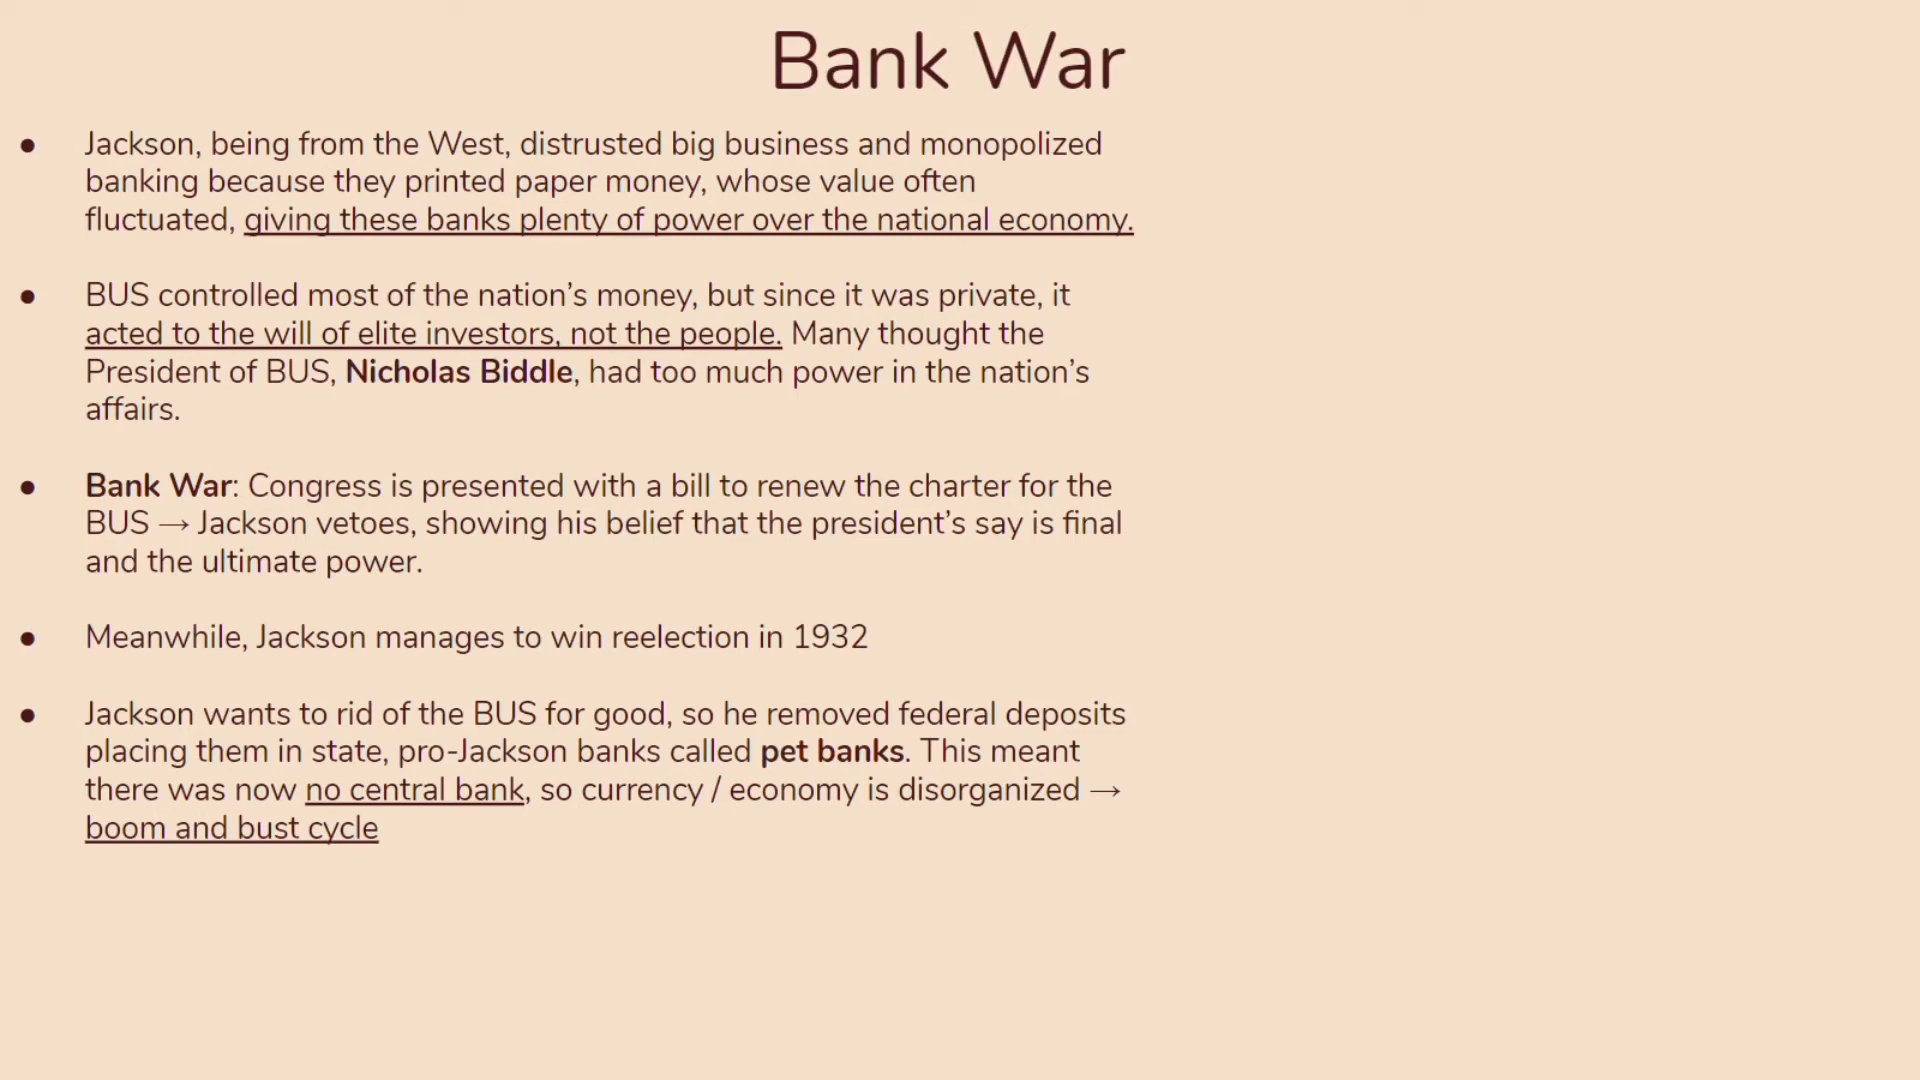 Bank War
● Jackson, being from the West, distrusted big business and monopolized
banking because they printed paper money, whose value often
fluctuated, giving these banks plenty of power over the national economy.
● BUS controlled most of the nation’s money, but since it was private, it
acted to the will of elite investors, not the people. Many thought the
President of BUS, Nicholas Biddle, had too much power in the nation’s
affairs.
● Bank War: Congress is presented with a bill to renew the charter for the
BUS → Jackson vetoes, showing his belief that the president’s say is final
and the ultimate power.
● Meanwhile, Jackson manages to win reelection in 1932
● Jackson wants to rid of the BUS for good, so he removed federal deposits
placing them in state, pro-Jackson banks called pet banks. This meant
there was now no central bank, so currency / economy is disorganized →
boom and bust cycle